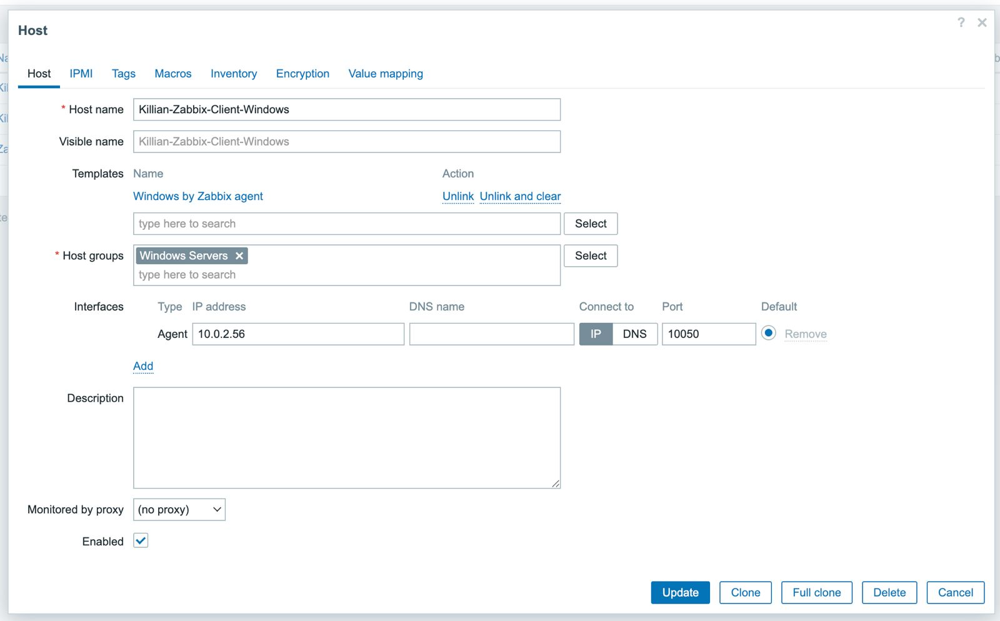 Host
?
Host IPMI Tags Macros Inventory Encryption Value mapping
* Host name Killian-Zabbix-Client-Windows
Visible name Killian-Zabbix-Client-Windows
Templates Name Action
Windows by Zabbix agent Unlink Unlink and clear
type here to search Select
* Host groups Windows Servers × Select
type here to search
Interfaces Type IP address DNS name Connect to Port Default
Agent 10.0.2.56 IP DNS 10050 Remove
Add
Description
Monitored by proxy (no proxy)
Enabled
Update Clone Full clone Delete Cancel